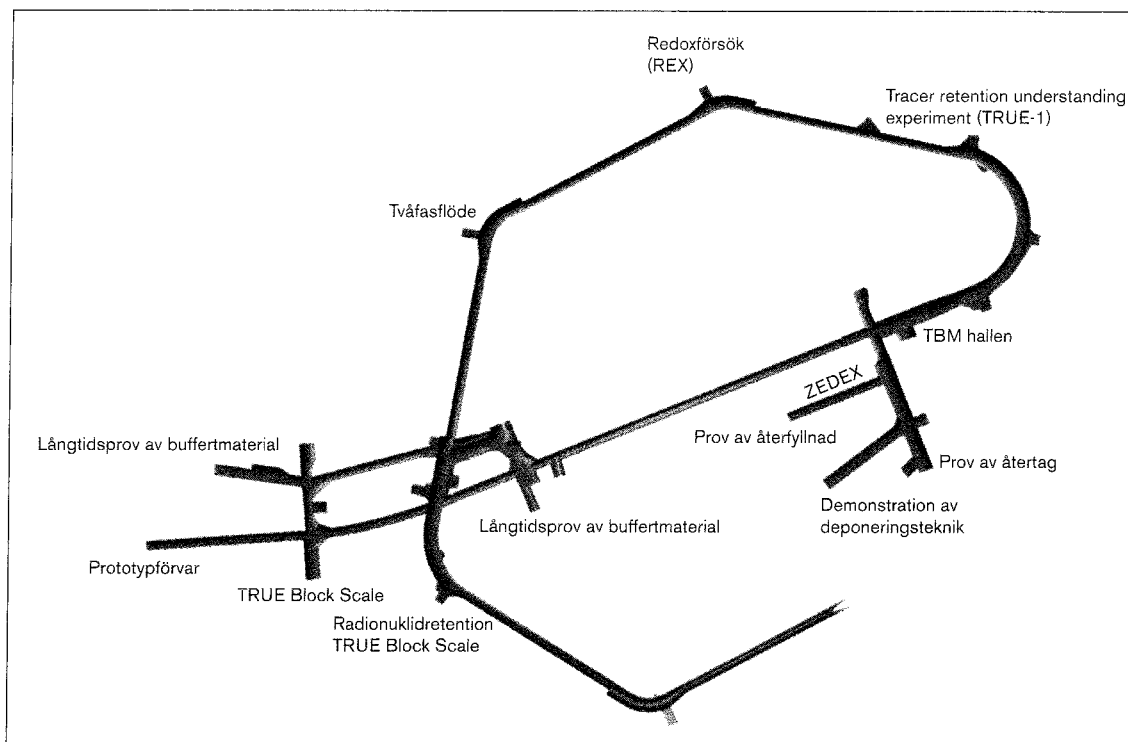 Redoxförsök
(REX)
Tracer retention understanding
experiment (TRUE-1)
Tvåfasflöde
TBM hallen
ZEDEX
Prov av återfyllnad
Långtidsprov av buffertmaterial
Prov av återtag
Demonstration av
deponeringsteknik
Långtidsprov av buffertmaterial
Prototypförvar
TRUE Block Scale
Radionuklidretention
TRUE Block Scale